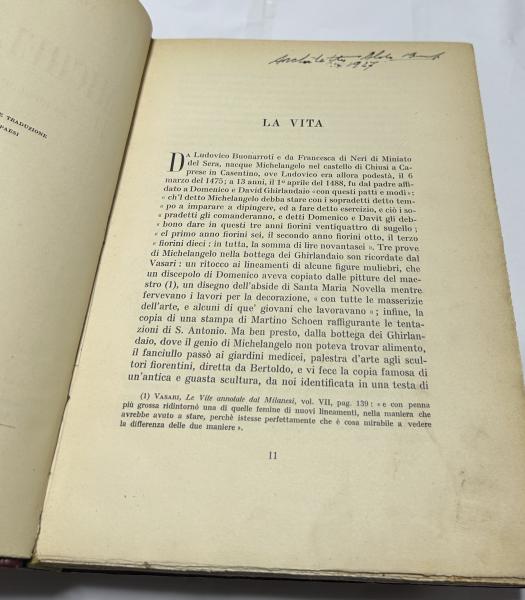 E TRADUZIONE
PAESI
Architetto Aldo
1927
LA VITA
Da Ludovico Buonarroti e da Francesca di Neri di Miniato
del Sera, nacque Michelangelo nel castello di Chiusi a Ca-
prese in Casentino, ove Ludovico era allora podestà, il 6
marzo del 1475; a 13 anni, il 1º aprile del 1488, fu dal padre affi-
dato a Domenico e David Ghirlandaio « con questi patti e modi »:
« ch'l detto Michelangelo debba stare con i sopradetti detto tem-
« po a imparare a dipingere, ed a fare detto esercizio, e ciò i so-
« pradetti gli comanderanno, e detti Domenico e Davit gli deb-
« bono dare in questi tre anni fiorini ventiquattro di sugello;
« el primo anno fiorini sei, il secondo anno fiorini otto, il terzo
« fiorini dieci: in tutta, la somma di lire novantasei ». Tre prove
di Michelangelo nella bottega dei Ghirlandaio son ricordate dal
Vasari: un ritocco ai lineamenti di alcune figure muliebri, che
un discepolo di Domenico aveva copiato dalle pitture del mae-
stro (1), un disegno dell'abside di Santa Maria Novella mentre
fervevano i lavori per la decorazione, « con tutte le masserizie
dell'arte, e alcuni di que' giovani che lavoravano »; infine, la
copia di una stampa di Martino Schoen raffigurante le tenta-
zioni di S. Antonio. Ma ben presto, dalla bottega dei Ghirlan-
daio, dove il genio di Michelangelo non poteva trovar alimento,
il fanciullo passò ai giardini medicei, palestra d'arte agli scul-
tori fiorentini, diretta da Bertoldo, e vi fece la copia famosa di
un'antica e guasta scultura, da noi identificata in una testa di
(1) VASARI, Le Vite annotate dal Milanesi, vol. VII, pag. 139: « e con penna
più grossa ridintornò una di quelle femine di nuovi lineamenti, nella maniera che
avrebbe avuto a stare, perchè istesse perfettamente che è cosa mirabile a vedere
la differenza delle due maniere ».
11